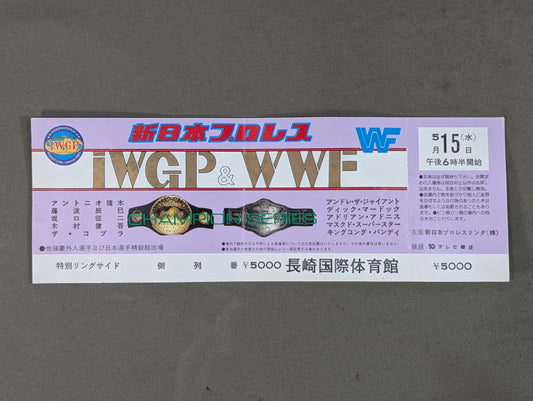 iWGP
新日本プロレス
WF
iWGP & WWF
CHAMPION SERIES
アントニオ猪木
藤波辰巳
坂口征二
木村健吾
ザ・コブラ
●他強豪外人選手及び日本選手精鋭総出場
アンドレ・ザ・ジャイアント
ディック・マードック
アドリアン・アドニス
マスクド・スーパースター
キングコング・バンディ
特別リングサイド 側 列 番 ¥5000 長崎国際体育館
5月15日(水)
午後6時半開始
主催 新日本プロレスリング(株)
後援 10テレビ朝日
¥5000